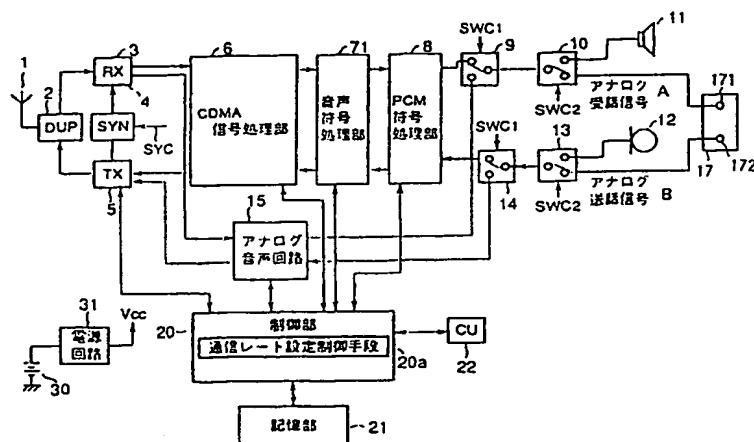 1
2
DUP
3
RX
4
SYN
SYC
TX
5
6
CDMA
信号処理部
71
音声
符号
処理部
8
PCM
符号
処理部
SWC1
9
10
SWC2
11
アナログ
受話信号 A
171
172
17
SWC1
14
13
12
SWC2
アナログ
送話信号 B
15
アナログ
音声回路
Vcc
31
電源
回路
30
20
制御部
通信レート設定制御手段
20a
CU
22
記憶部
21